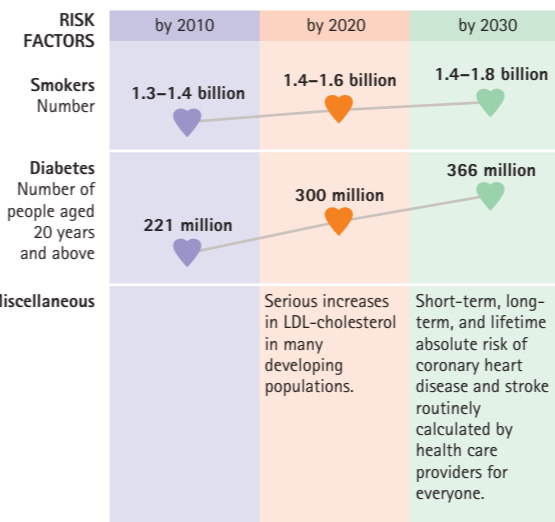 RISK
FACTORS
by 2010
by 2020
by 2030
Smokers
Number
1.3–1.4 billion
1.4–1.6 billion
1.4–1.8 billion
Diabetes
Number of
people aged
20 years
and above
221 million
300 million
366 million
iscellaneous
Serious increases
in LDL-cholesterol
in many
developing
populations.
Short-term, long-
term, and lifetime
absolute risk of
coronary heart
disease and stroke
routinely
calculated by
health care
providers for
everyone.